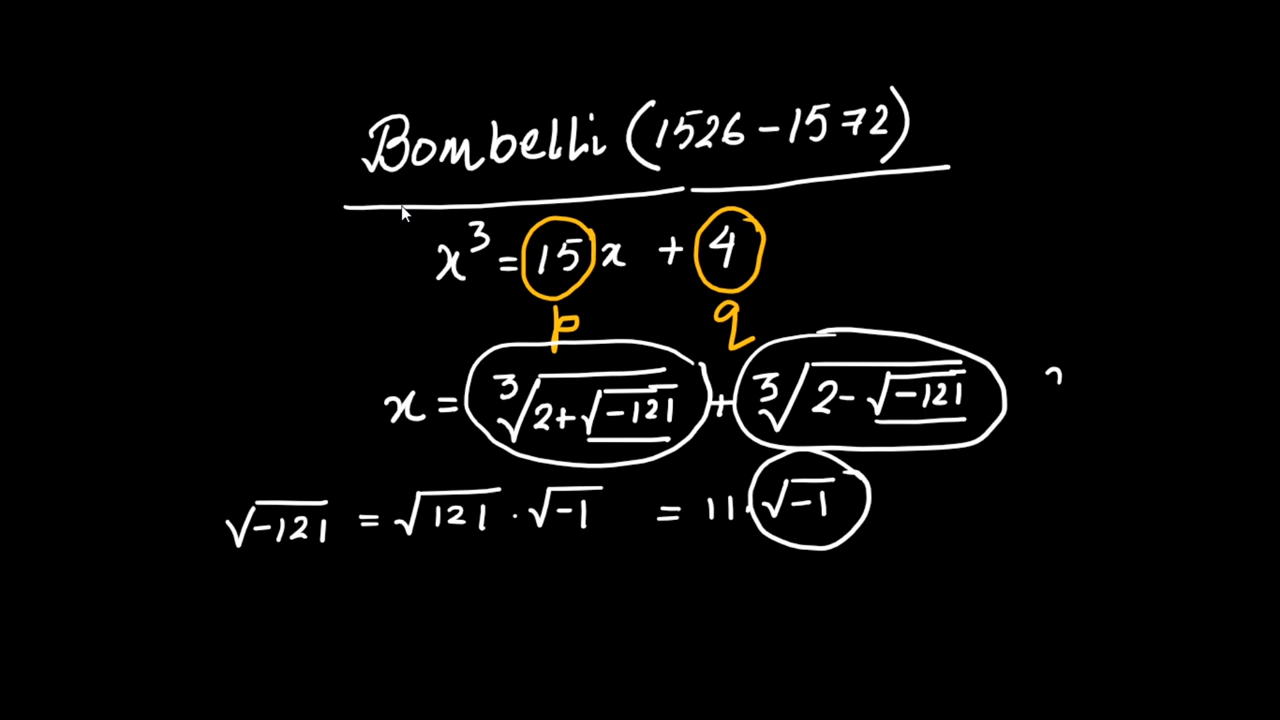 Bombelli (1526-1572)
x³ = 15x + 4
p q
x = ∛(2+√-121) + ∛(2-√-121) ?
√-121 = √121 · √-1 = 11·√-1